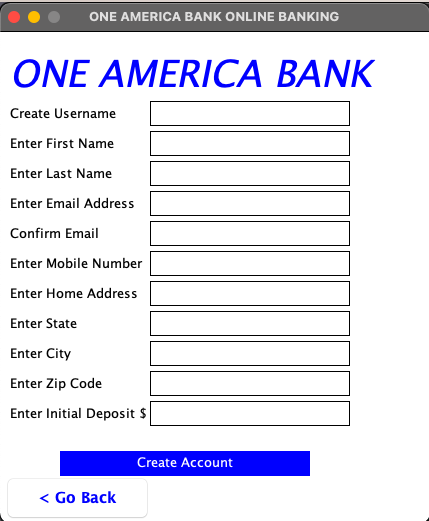 ONE AMERICA BANK ONLINE BANKING
ONE AMERICA BANK
Create Username
Enter First Name
Enter Last Name
Enter Email Address
Confirm Email
Enter Mobile Number
Enter Home Address
Enter State
Enter City
Enter Zip Code
Enter Initial Deposit $
Create Account
< Go Back